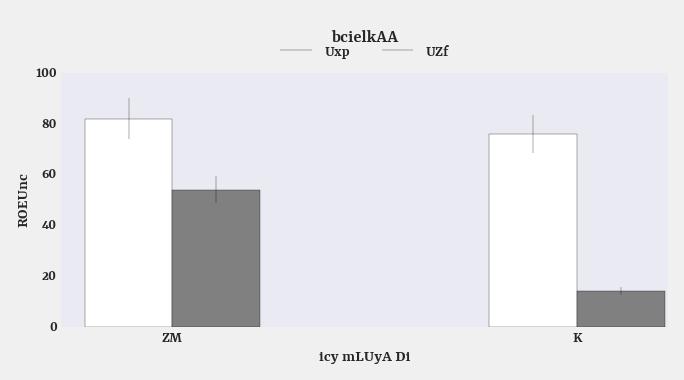 bcielkAA
Uxp UZf
100
80
60
40
20
0
ROEUnc
ZM K
icy mLUyA Di